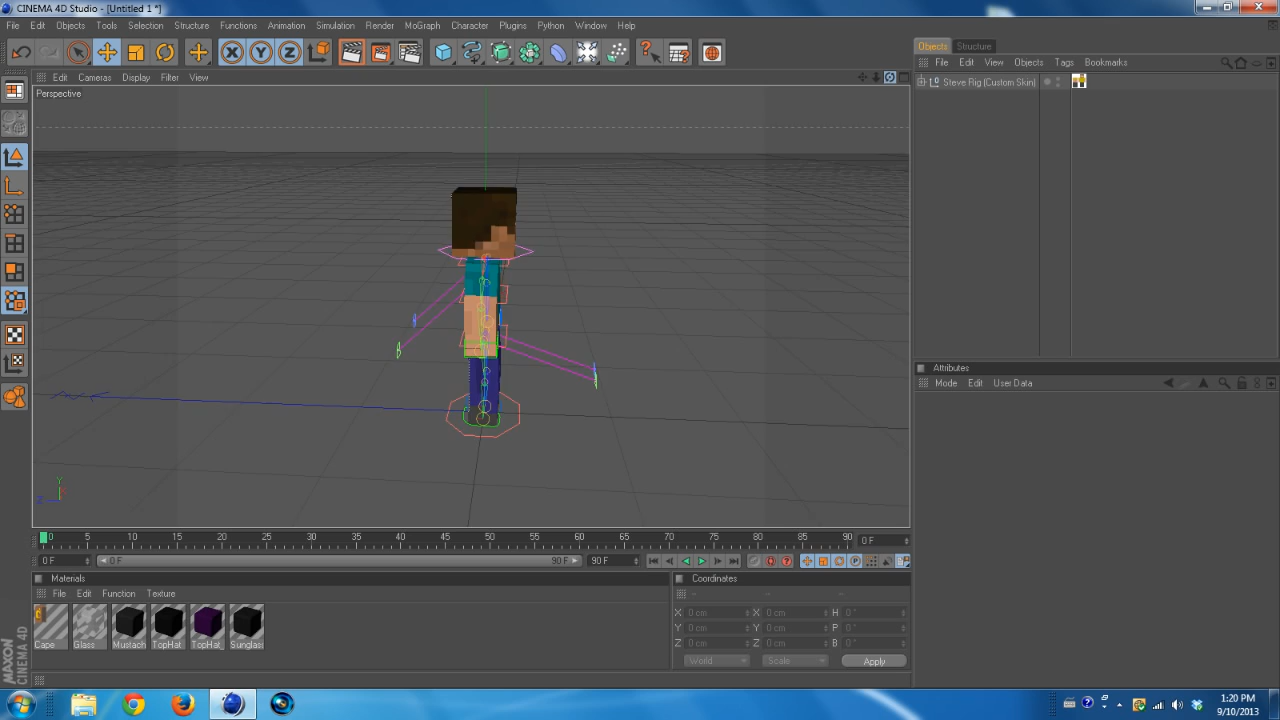 CINEMA 4D Studio - [Untitled 1 *]
File Edit Objects Tools Selection Structure Functions Animation Simulation Render MoGraph Character Plugins Python Window Help
Objects Structure
File Edit View Objects Tags Bookmarks
Steve Rig (Custom Skin)
X Y Z
Edit Cameras Display Filter View
Perspective
Y
Z X
Attributes
Mode Edit User Data
0 5 10 15 20 25 30 35 40 45 50 55 60 65 70 75 80 85 90 0 F
0 F 0 F 90 F 90 F
Materials
File Edit Function Texture
Cape Glass Mustach TopHat TopHat_ Sunglass
Coordinates
-- -- --
X 0 cm X 0 cm H 0 °
Y 0 cm Y 0 cm P 0 °
Z 0 cm Z 0 cm B 0 °
World Scale Apply
MAXON CINEMA 4D
1:20 PM
9/10/2013